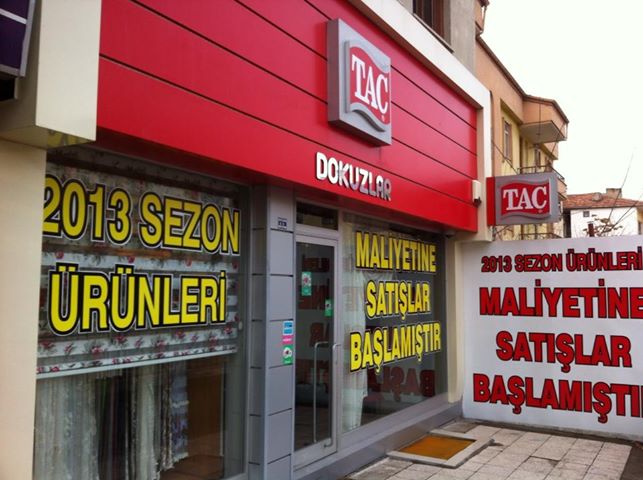 TAC
DOKUZLAR
TAC
2013 SEZON
ÜRÜNLERİ
MALİYETİNE
SATIŞLAR
BAŞLAMIŞTIR
2013 SEZON ÜRÜNLERİ
MALİYETİNE
SATIŞLAR
BAŞLAMIŞTIR